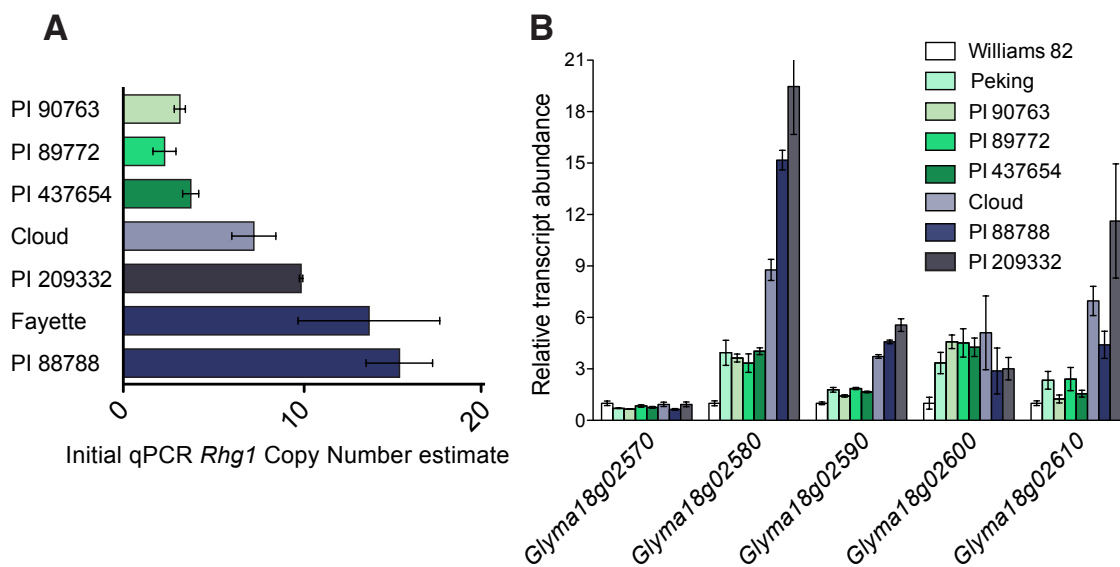 A
PI 90763
PI 89772
PI 437654
Cloud
PI 209332
Fayette
PI 88788
0
10
20
Initial qPCR Rhg1 Copy Number estimate
B
Relative transcript abundance
21
18
15
12
9
6
3
0
Williams 82
Peking
PI 90763
PI 89772
PI 437654
Cloud
PI 88788
PI 209332
Glyma18g02570
Glyma18g02580
Glyma18g02590
Glyma18g02600
Glyma18g02610